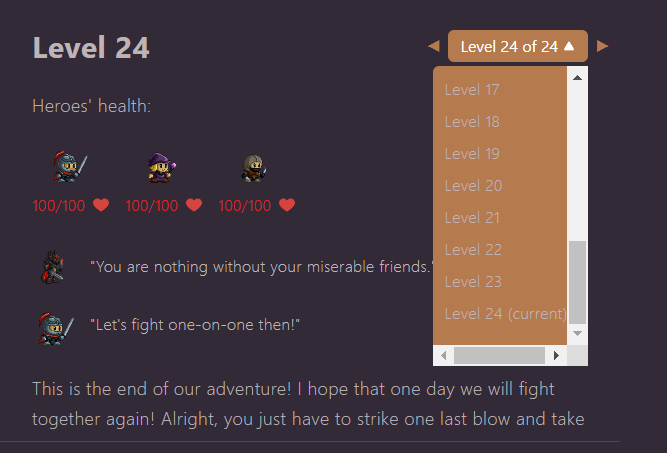 Level 24
Level 24 of 24
Heroes' health:
Level 17
Level 18
Level 19
Level 20
Level 21
Level 22
Level 23
Level 24 (current)
100/100 100/100 100/100
"You are nothing without your miserable friends."
"Let's fight one-on-one then!"
This is the end of our adventure! I hope that one day we will fight
together again! Alright, you just have to strike one last blow and take